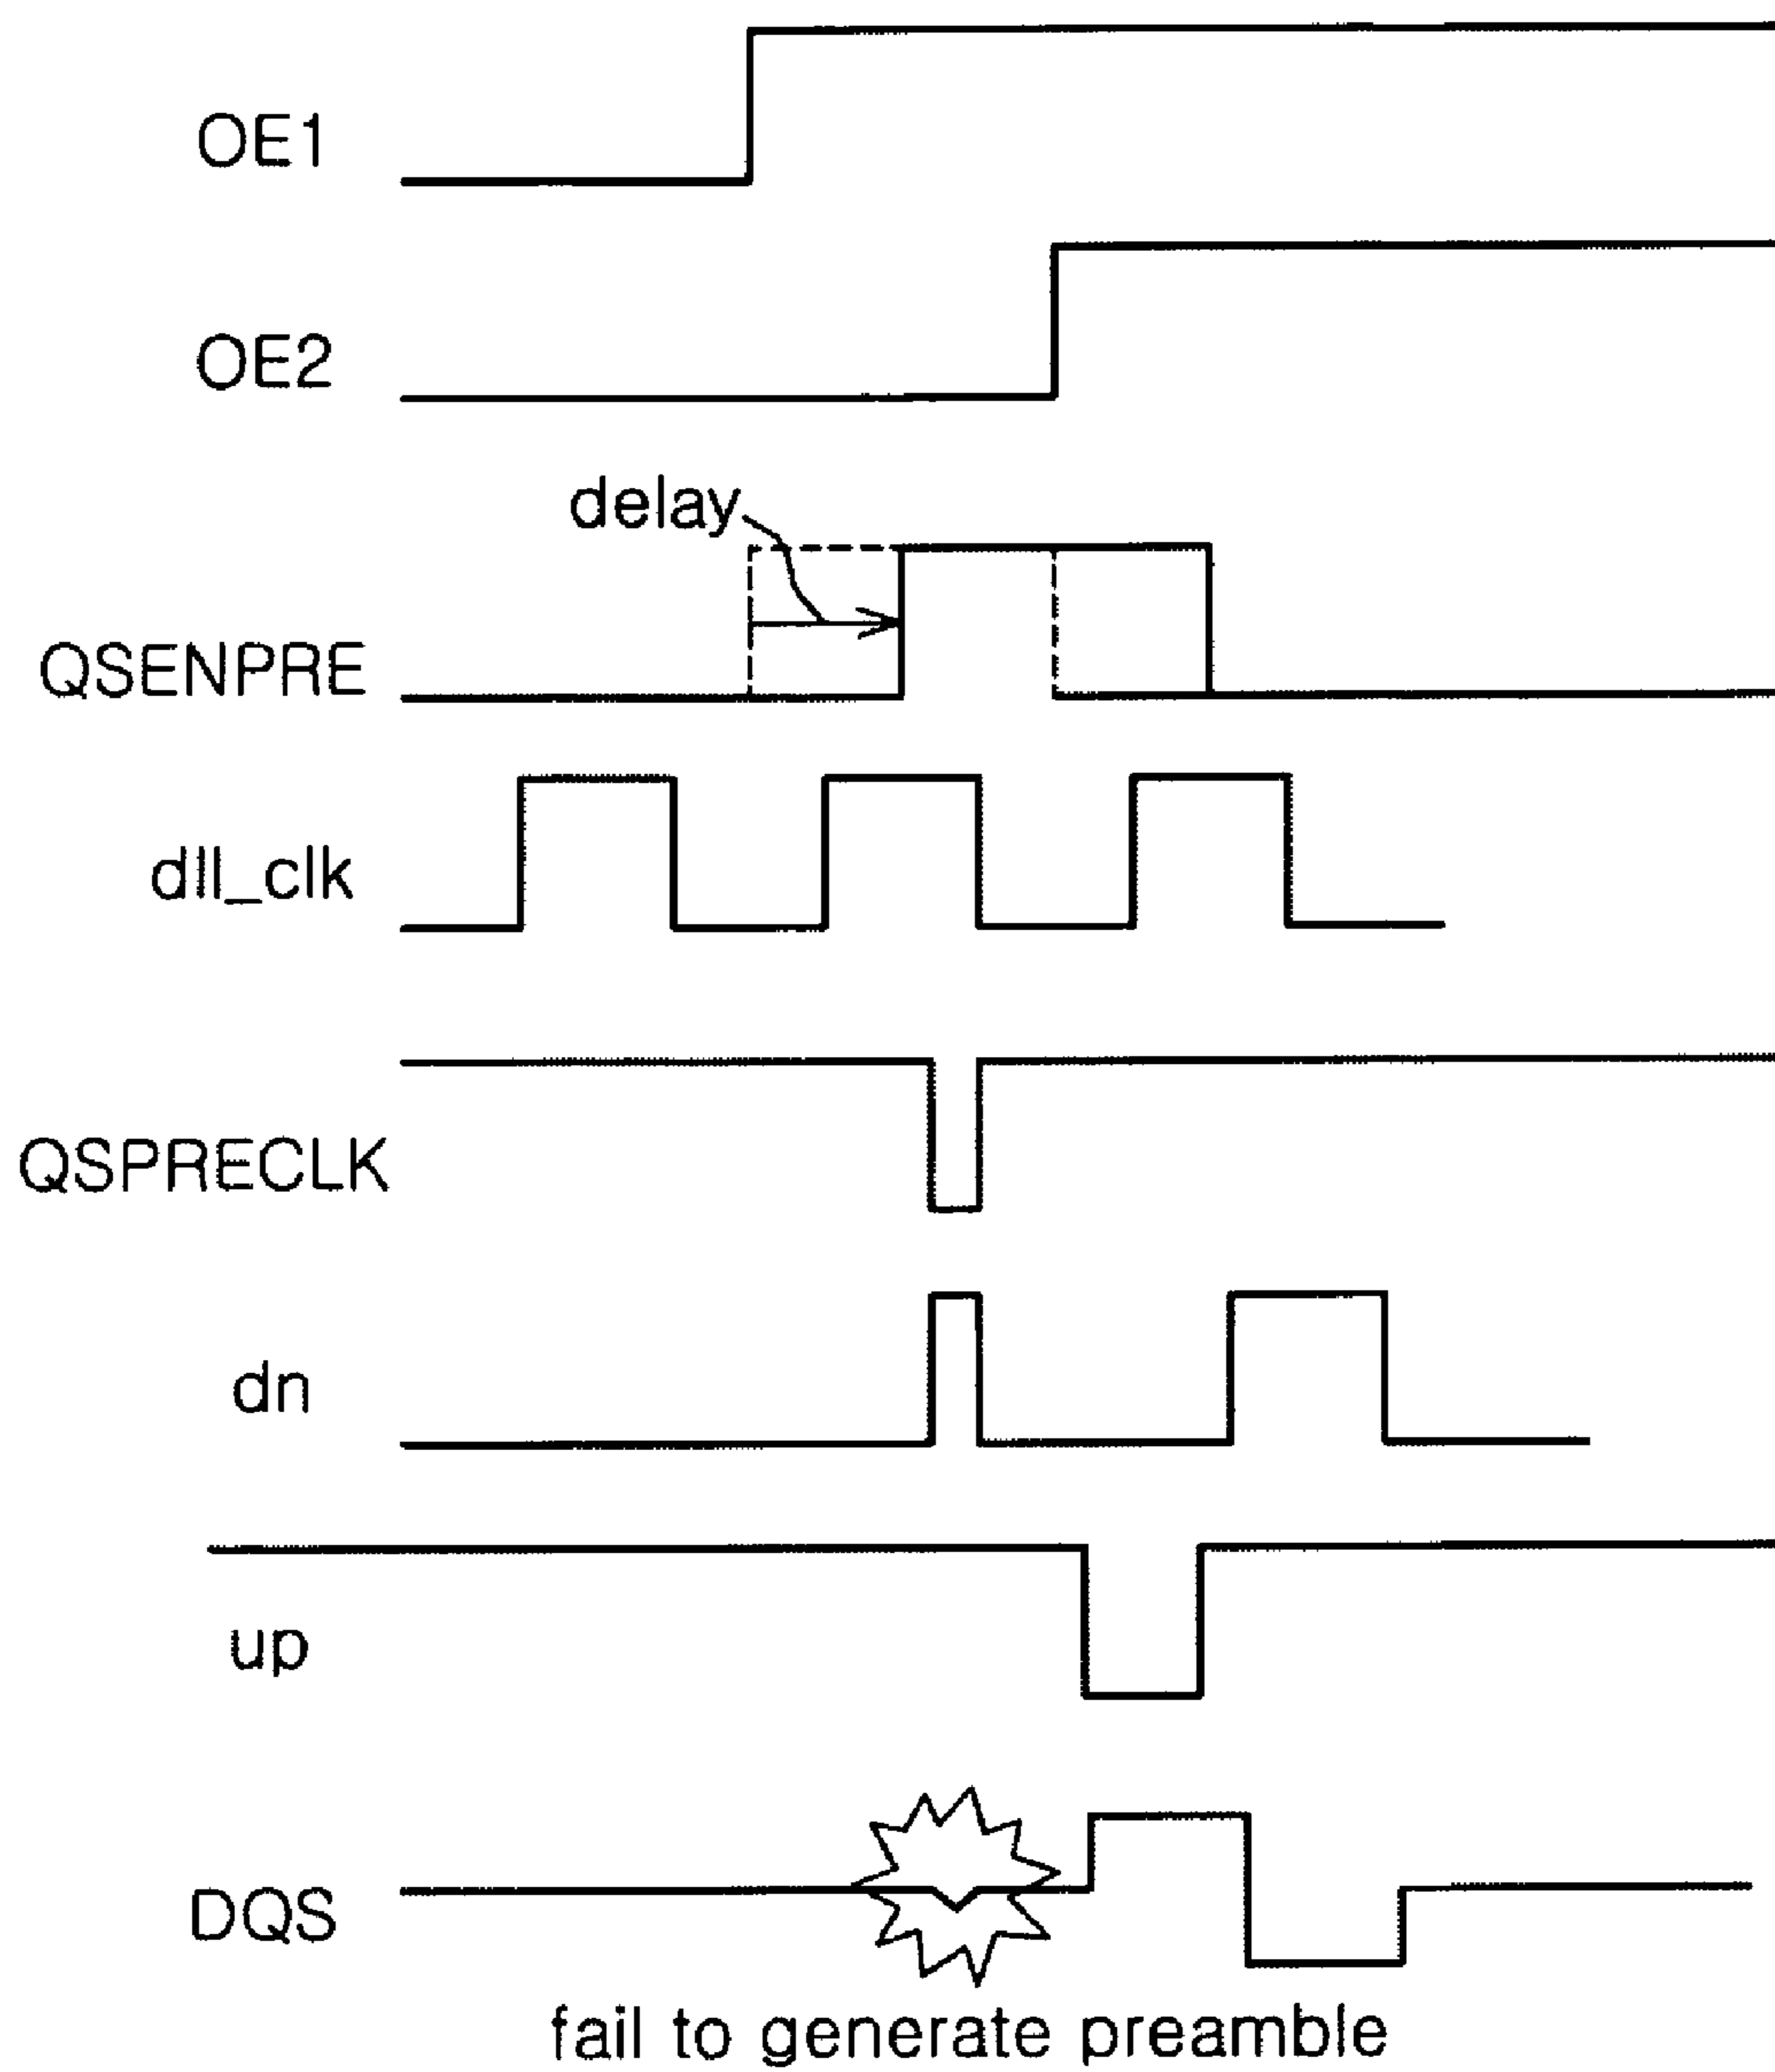 OE1
OE2
delay
QSENPRE
dll_clk
QSPRECLK
dn
up
DQS
fail to generate preamble